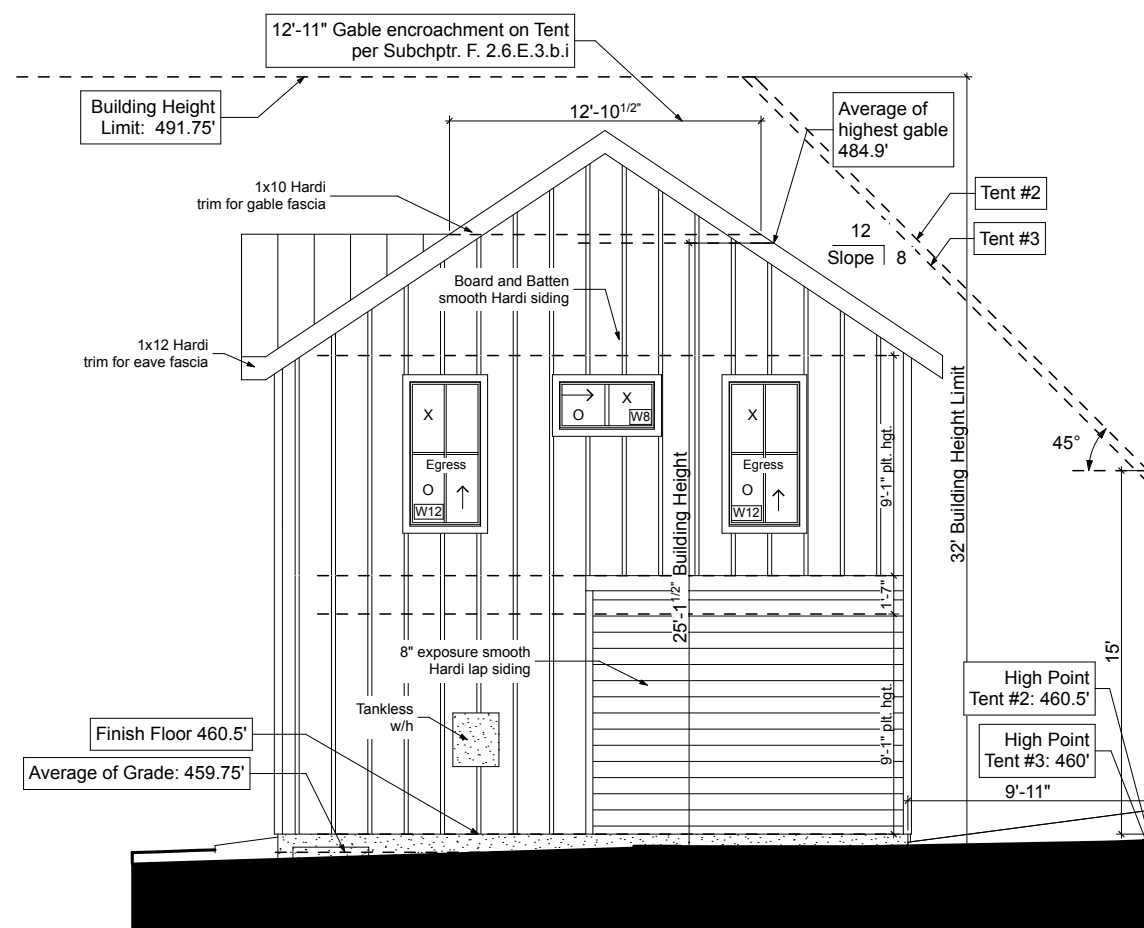 12'-11" Gable encroachment on Tent
per Subchptr. F. 2.6.E.3.b.i
Building Height
Limit: 491.75'
12'-10 1/2"
Average of
highest gable
484.9'
1x10 Hardi
trim for gable fascia
Tent #2
12
Slope
8
Tent #3
Board and Batten
smooth Hardi siding
1x12 Hardi
trim for eave fascia
X
O
X
W8
X
Egress
O
W12
Egress
O
W12
9'-1" plt. hgt.
32' Building Height Limit
45°
25'-1 1/2" Building Height
1'-7"
8" exposure smooth
Hardi lap siding
15'
High Point
Tent #2: 460.5'
Tankless
w/h
Finish Floor 460.5'
9'-1" plt. hgt.
High Point
Tent #3: 460'
Average of Grade: 459.75'
9'-11"